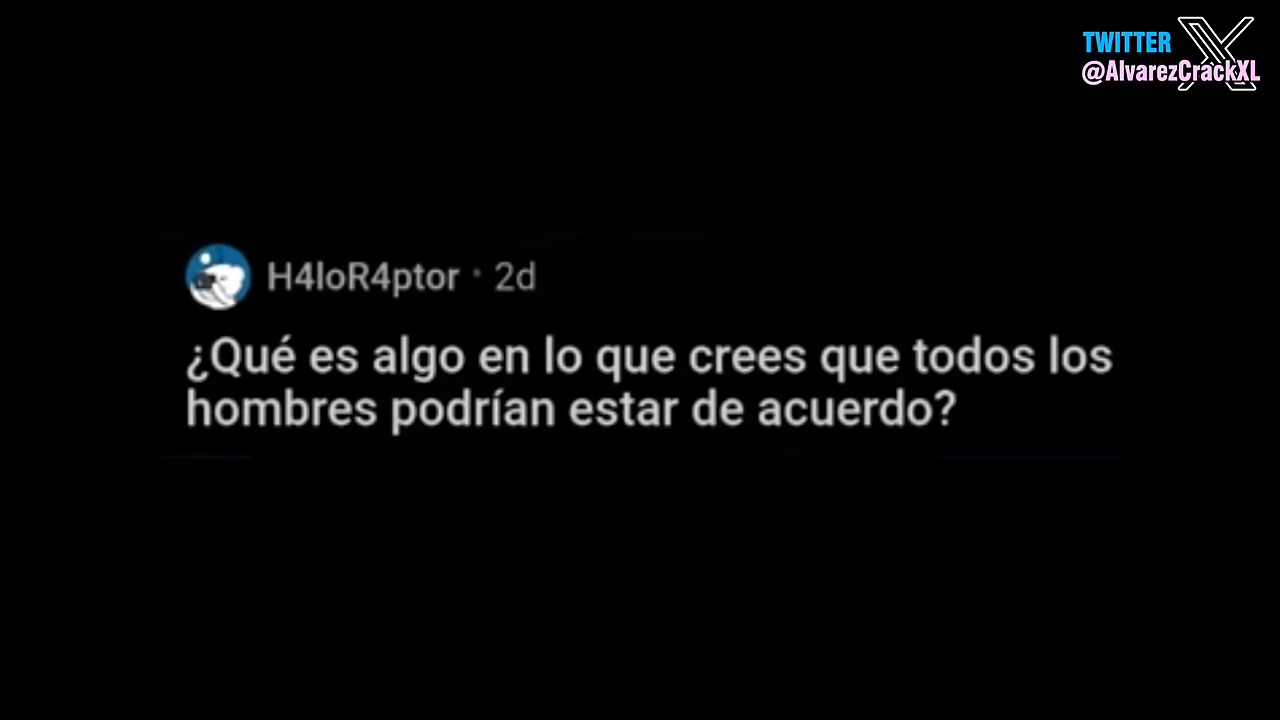 TWITTER
@AlvarezCrackXL
H4loR4ptor · 2d
¿Qué es algo en lo que crees que todos los
hombres podrían estar de acuerdo?